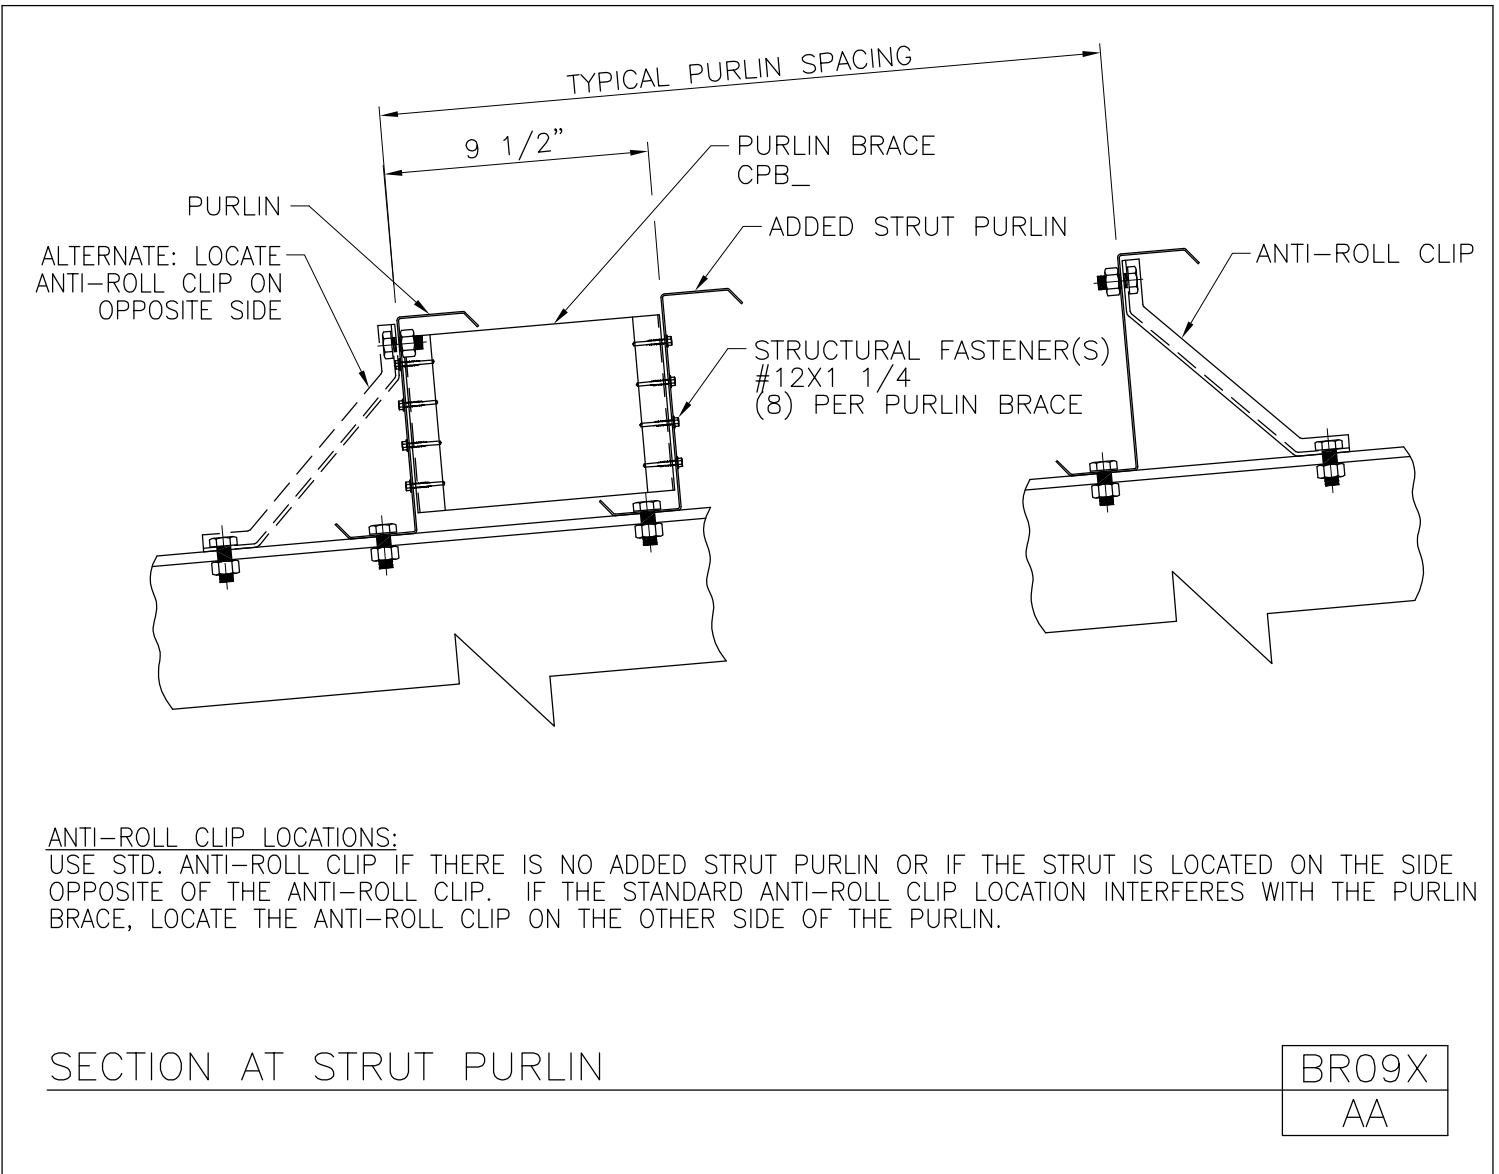 TYPICAL PURLIN SPACING
9 1/2”
PURLIN BRACE
CPB_
PURLIN
ADDED STRUT PURLIN
ALTERNATE: LOCATE
ANTI-ROLL CLIP ON
OPPOSITE SIDE
ANTI-ROLL CLIP
STRUCTURAL FASTENER(S)
#12X1 1/4
(8) PER PURLIN BRACE
ANTI-ROLL CLIP LOCATIONS:
USE STD. ANTI-ROLL CLIP IF THERE IS NO ADDED STRUT PURLIN OR IF THE STRUT IS LOCATED ON THE SIDE
OPPOSITE OF THE ANTI-ROLL CLIP. IF THE STANDARD ANTI-ROLL CLIP LOCATION INTERFERES WITH THE PURLIN
BRACE, LOCATE THE ANTI-ROLL CLIP ON THE OTHER SIDE OF THE PURLIN.
SECTION AT STRUT PURLIN
BR09X
AA